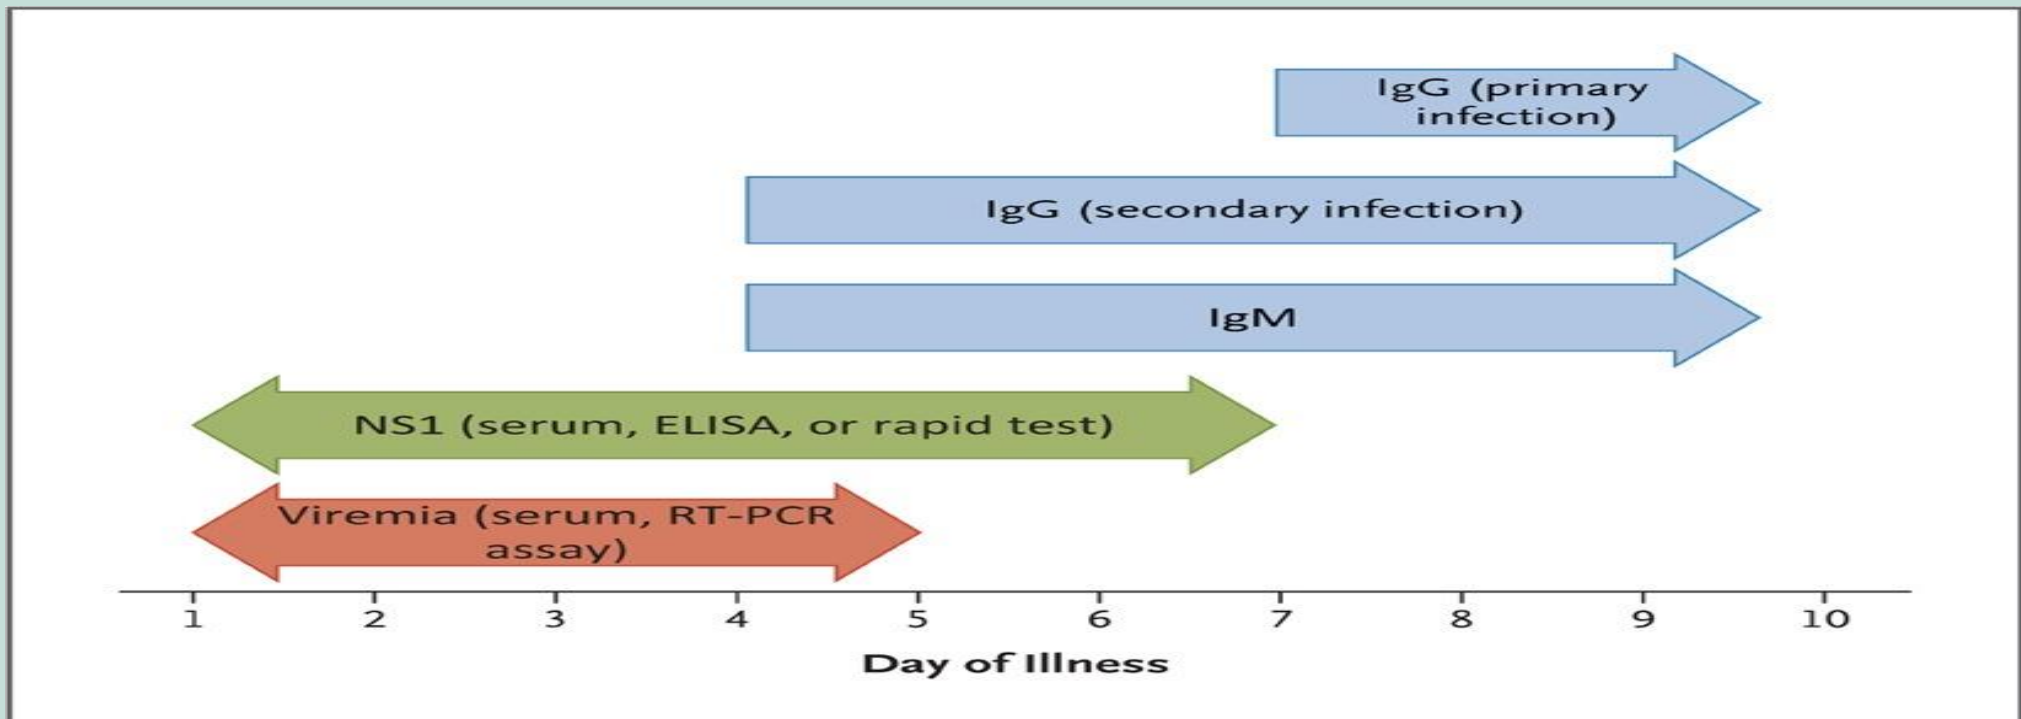 IgG (primary
infection)
IgG (secondary infection)
IgM
NS1 (serum, ELISA, or rapid test)
Viremia (serum, RT-PCR
assay)
1 2 3 4 5 6 7 8 9 10
Day of Illness